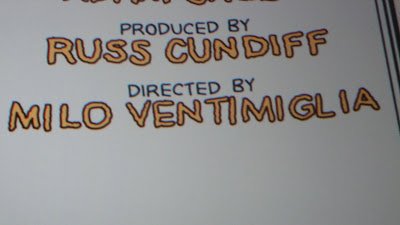 PRODUCED BY
RUSS CUNDIFF
DIRECTED BY
MILO VENTIMIGLIA